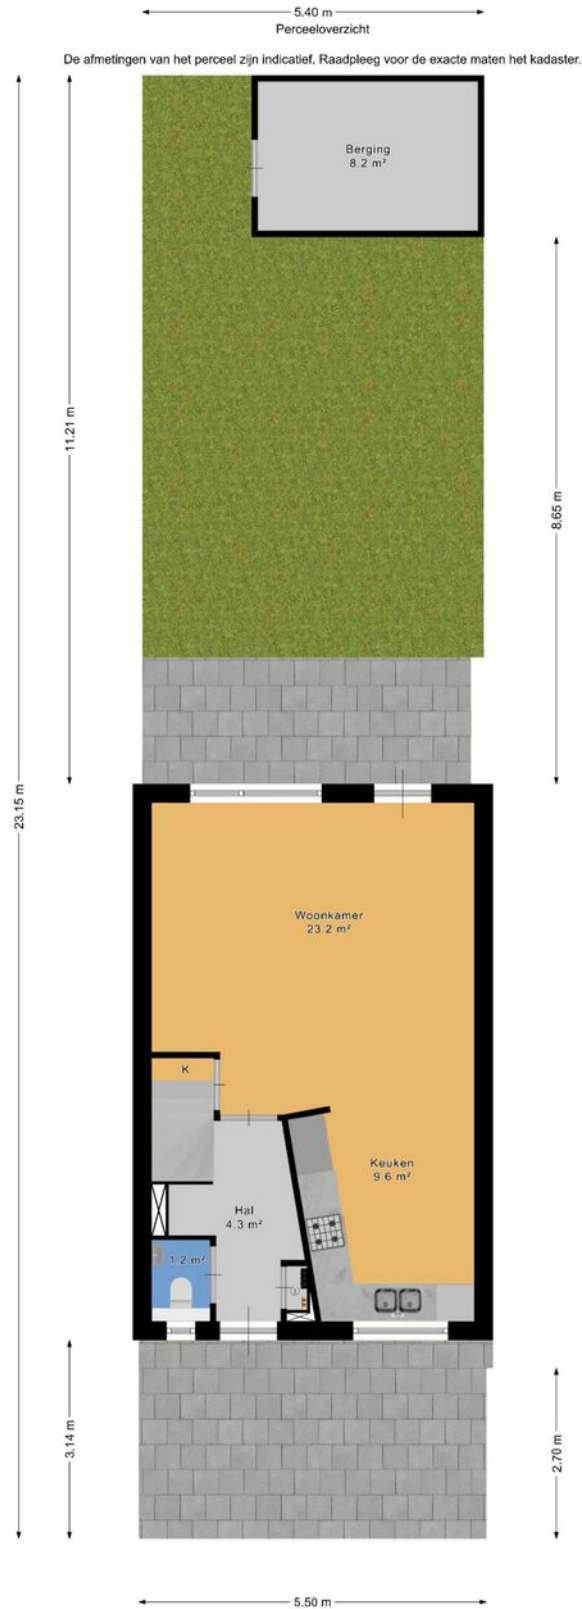 5.40 m
Perceeloverzicht
De afmetingen van het perceel zijn indicatief. Raadpleeg voor de exacte maten het kadaster.
Berging
8.2 m²
11.21 m
8.65 m
23.15 m
Woonkamer
23.2 m²
K
Keuken
9.6 m²
Hal
4.3 m²
1.2 m²
3.14 m
2.70 m
5.50 m